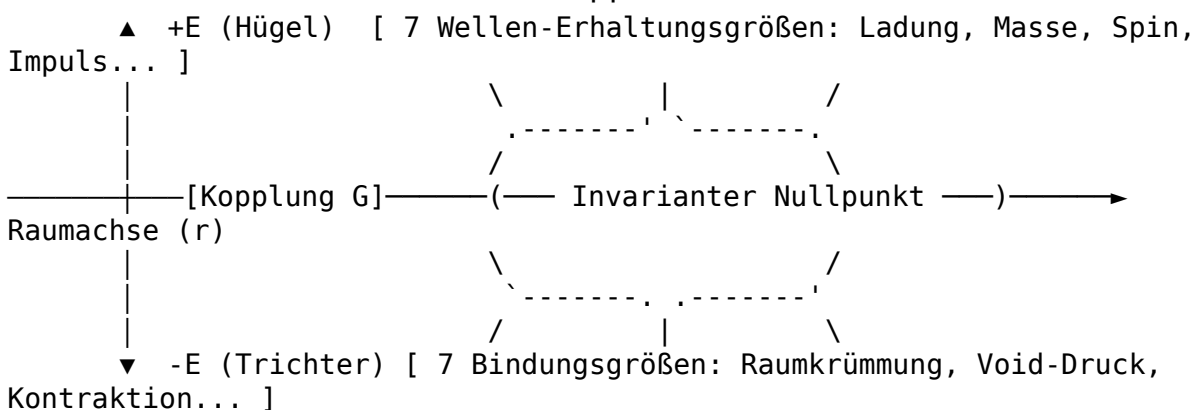 ▲ +E (Hügel) [ 7 Wellen-Erhaltungsgrößen: Ladung, Masse, Spin,
Impuls... ]
[Kopplung G] (── Invarianter Nullpunkt ──)
Raumachse (r)
▼ -E (Trichter) [ 7 Bindungsgrößen: Raumkrümmung, Void-Druck,
Kontraktion... ]